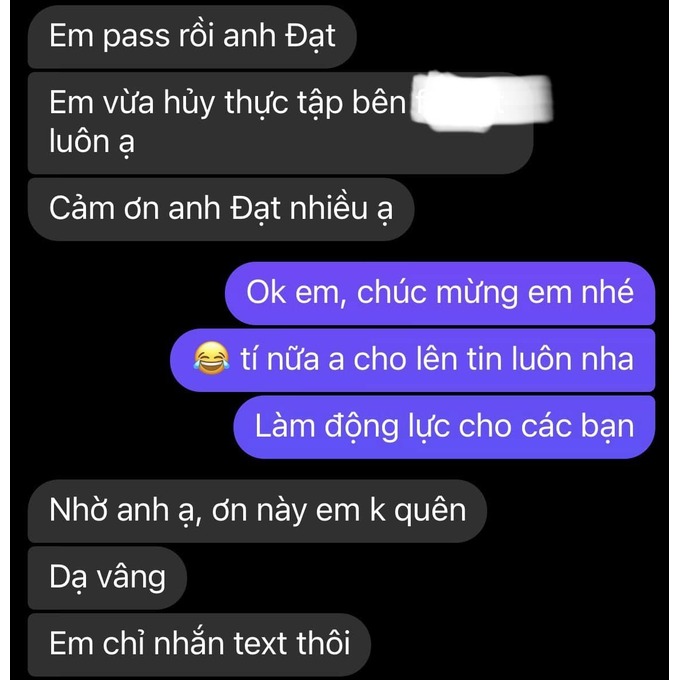 Em pass rồi anh Đạt
Em vừa hủy thực tập bên
luôn ạ
Cảm ơn anh Đạt nhiều ạ
Ok em, chúc mừng em nhé
😂 tí nữa a cho lên tin luôn nha
Làm động lực cho các bạn
Nhờ anh ạ, ơn này em k quên
Dạ vâng
Em chỉ nhắn text thôi